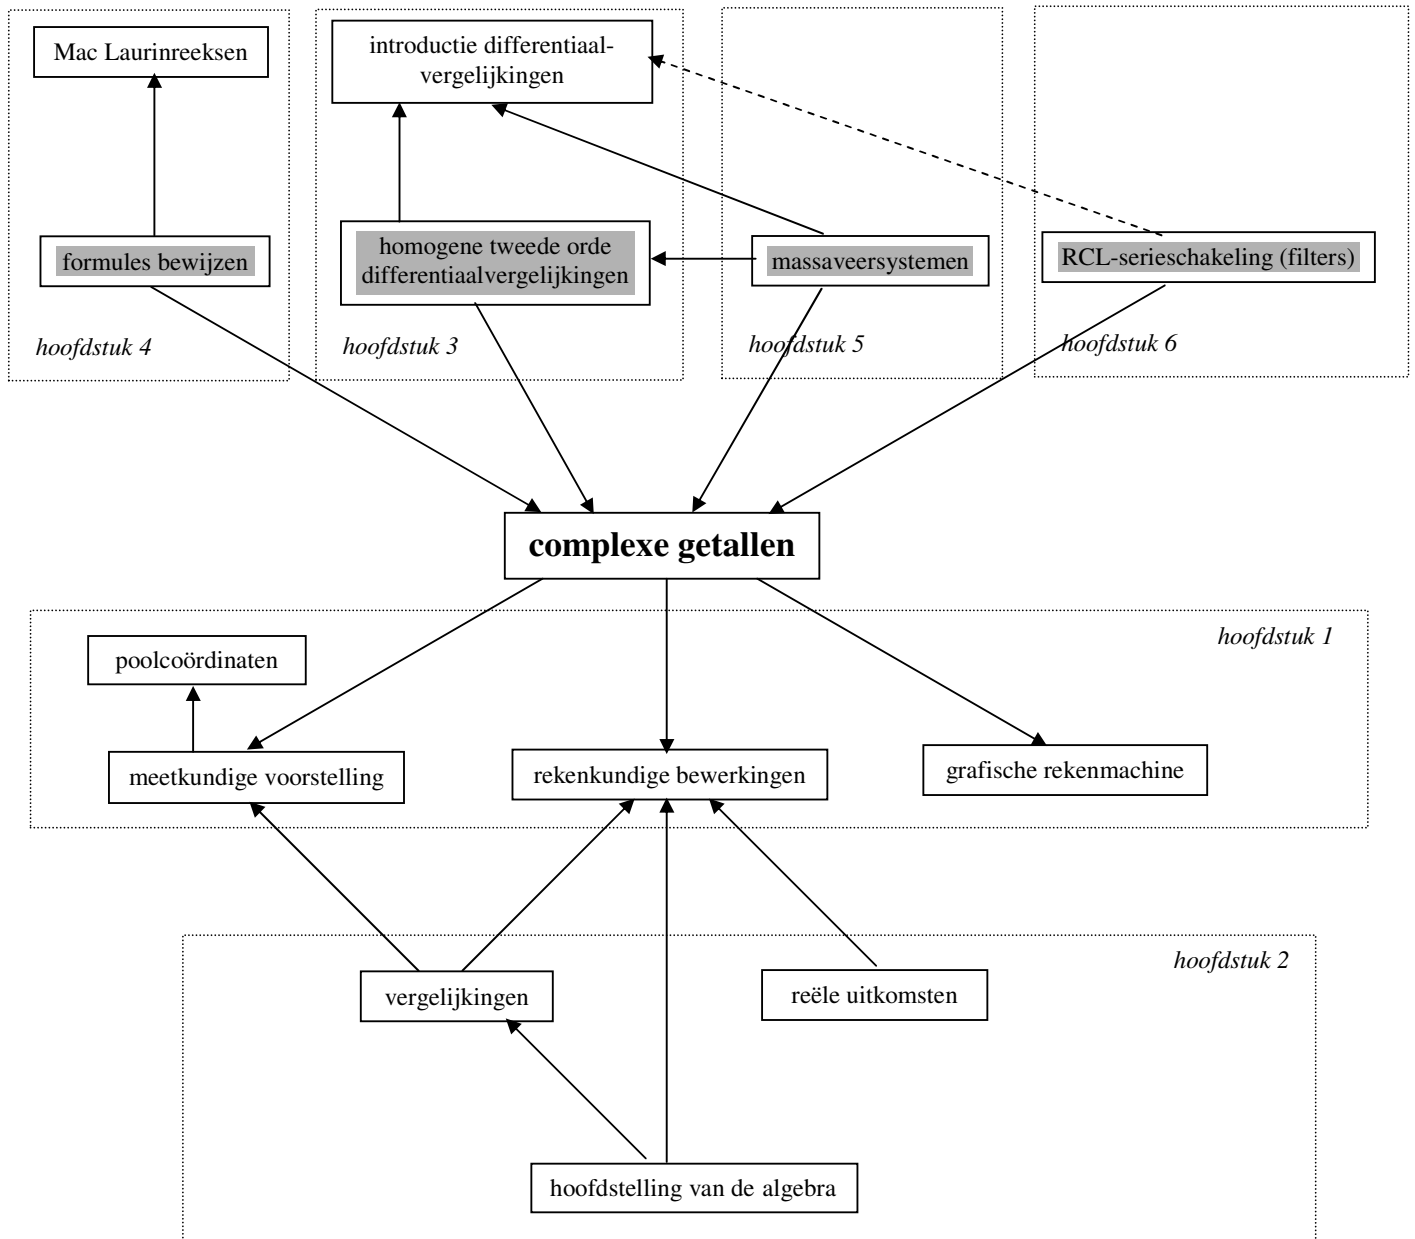 Mac Laurinreeksen
introductie differentiaal-
vergelijkingen
formules bewijzen
homogene tweede orde
differentiaalvergelijkingen
massaveersystemen
RCL-serieschakeling (filters)
hoofdstuk 4
hoofdstuk 3
hoofdstuk 5
hoofdstuk 6
complexe getallen
hoofdstuk 1
poolcoördinaten
meetkundige voorstelling
rekenkundige bewerkingen
grafische rekenmachine
hoofdstuk 2
vergelijkingen
reële uitkomsten
hoofdstelling van de algebra